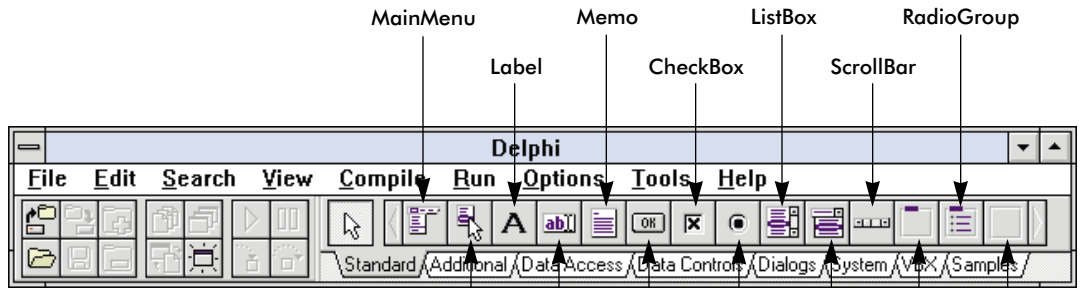 MainMenu Memo ListBox RadioGroup
Label CheckBox ScrollBar
Delphi
File Edit Search View Compile Run Options Tools Help
A ab OK
Standard Additional Data Access Data Controls Dialogs System VBX Samples